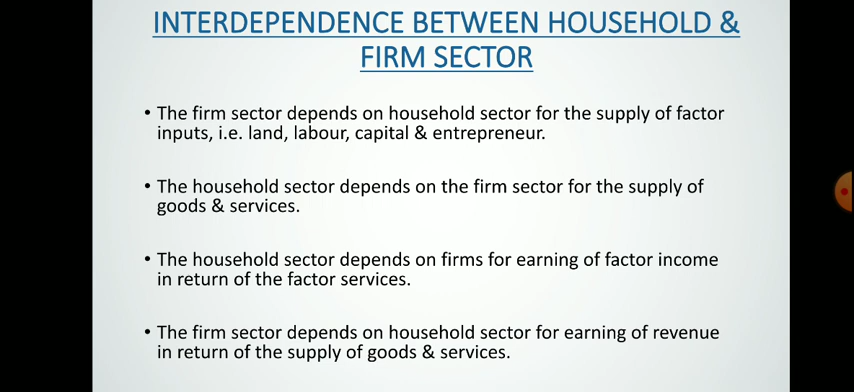 INTERDEPENDENCE BETWEEN HOUSEHOLD &
FIRM SECTOR
• The firm sector depends on household sector for the supply of factor
inputs, i.e. land, labour, capital & entrepreneur.
• The household sector depends on the firm sector for the supply of
goods & services.
• The household sector depends on firms for earning of factor income
in return of the factor services.
• The firm sector depends on household sector for earning of revenue
in return of the supply of goods & services.